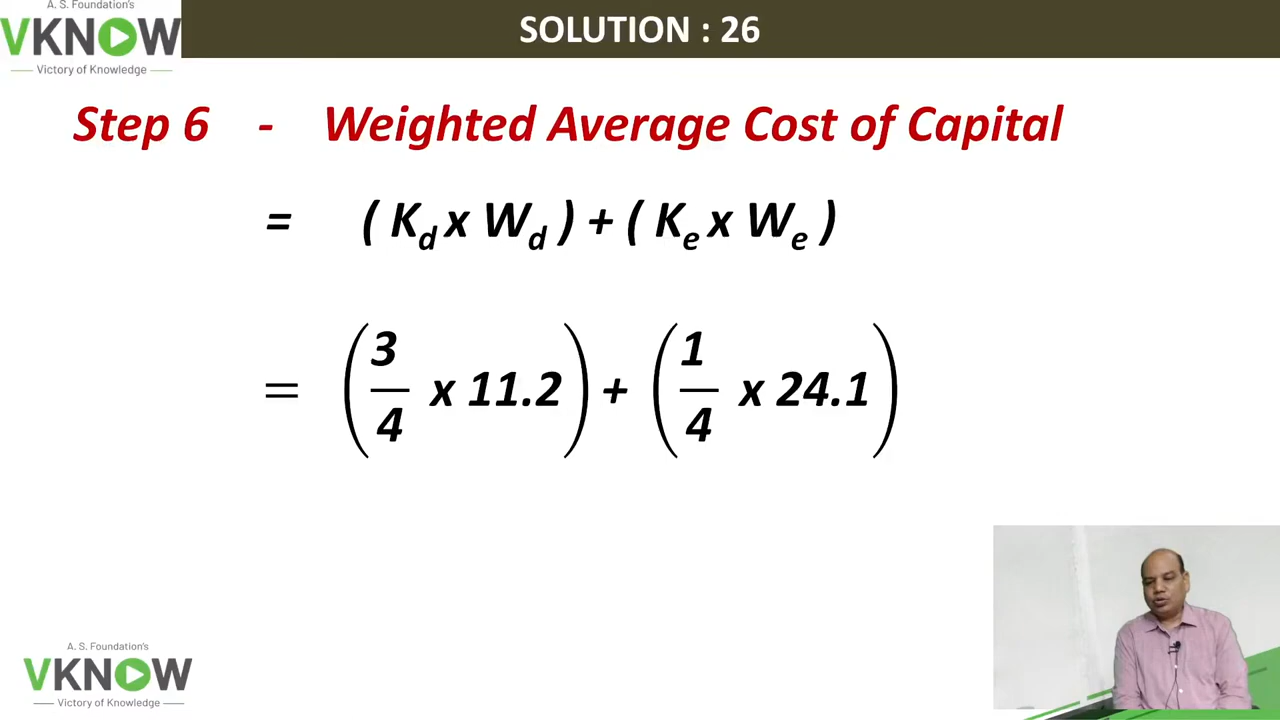 A. S. Foundation's
VKNOW
Victory of Knowledge
SOLUTION : 26
Step 6 - Weighted Average Cost of Capital
= ( Kd x Wd ) + ( Ke x We )
= (3/4 x 11.2) + (1/4 x 24.1)
A. S. Foundation's
VKNOW
Victory of Knowledge